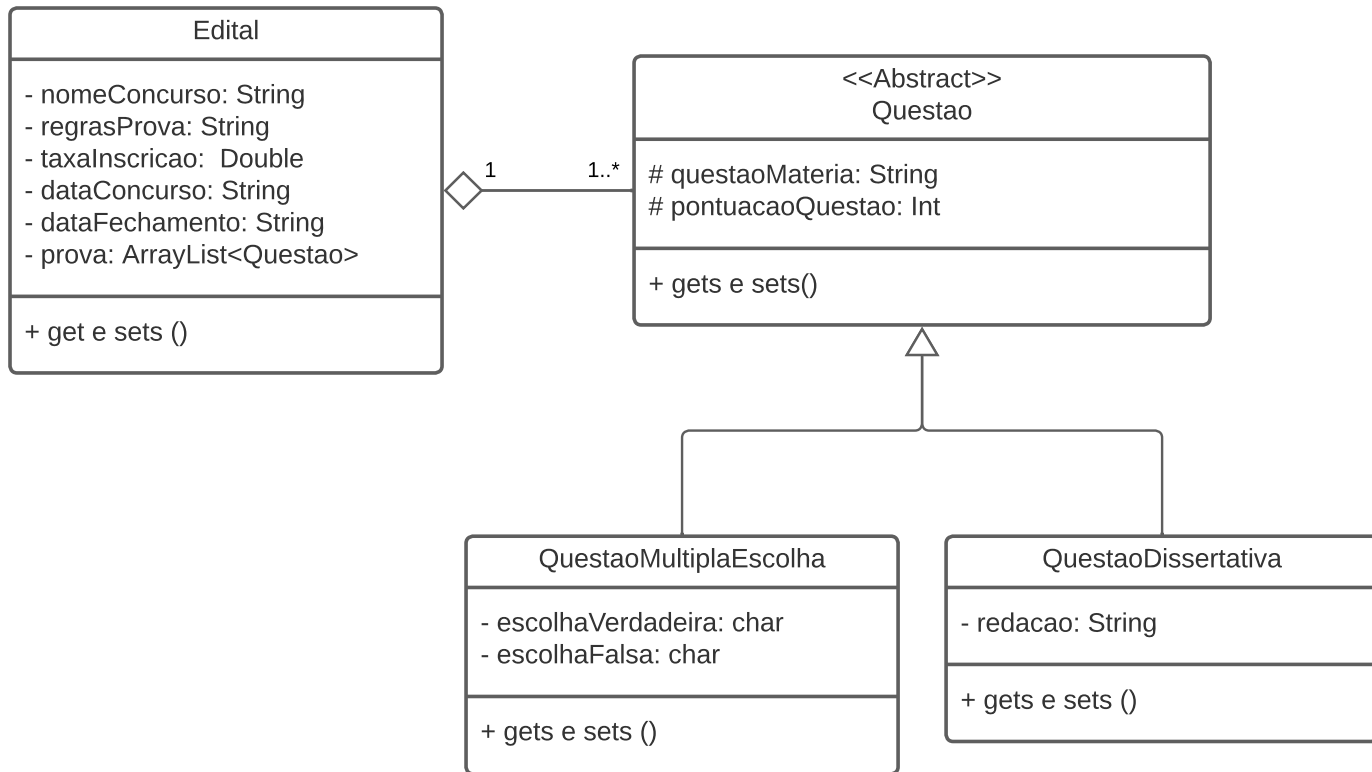 Edital
- nomeConcurso: String
- regrasProva: String
- taxaInscricao:  Double
- dataConcurso: String
- dataFechamento: String
- prova: ArrayList<Questao>
+ get e sets ()
1
1..*
<<Abstract>>
Questao
# questaoMateria: String
# pontuacaoQuestao: Int
+ gets e sets()
QuestaoMultiplaEscolha
- escolhaVerdadeira: char
- escolhaFalsa: char
+ gets e sets ()
QuestaoDissertativa
- redacao: String
+ gets e sets ()